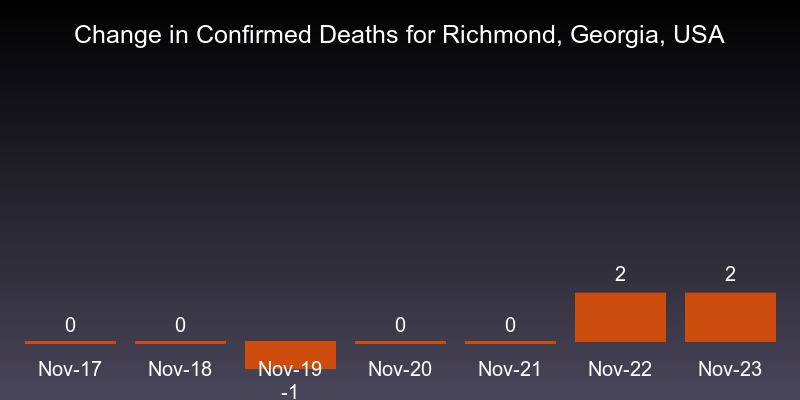 Change in Confirmed Deaths for Richmond, Georgia, USA
2 2
0 0 0 0
Nov-17 Nov-18 Nov-19 Nov-20 Nov-21 Nov-22 Nov-23
-1